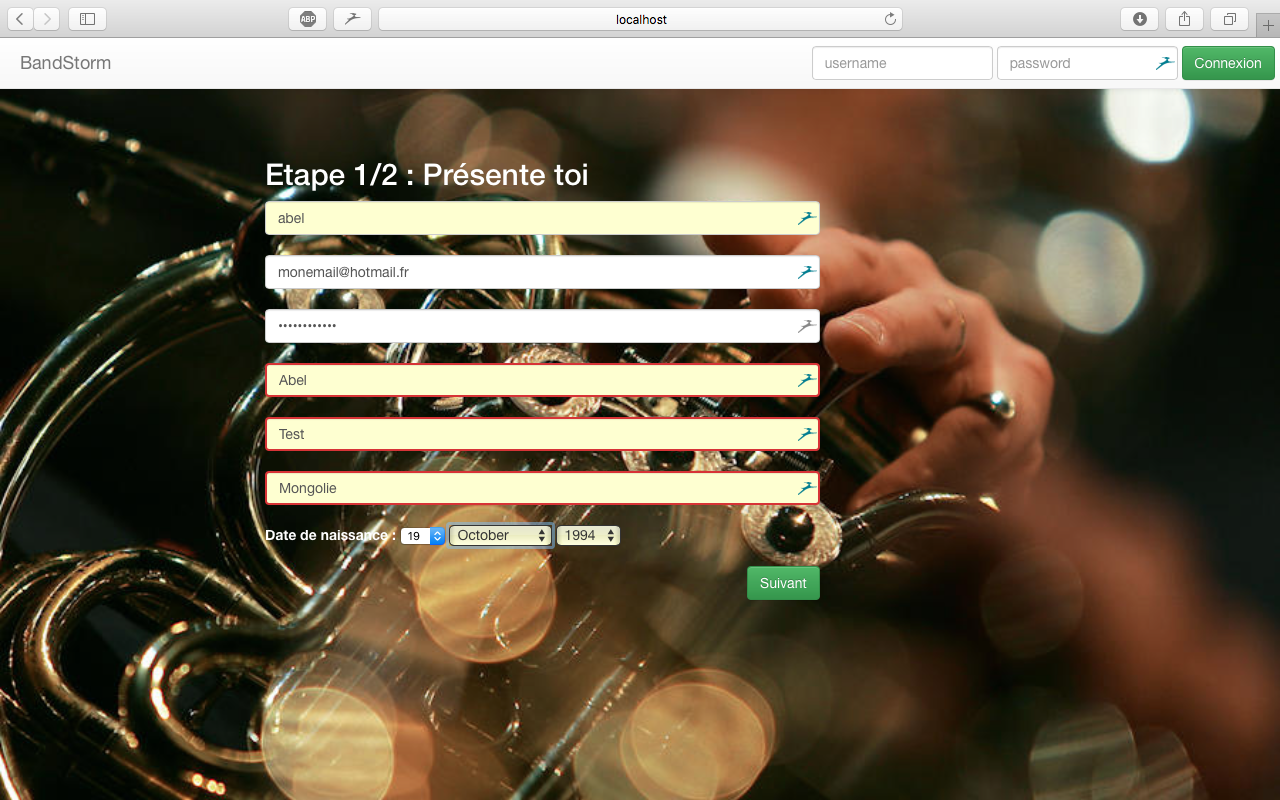 ABP
localhost
BandStorm
username
password
Connexion
Etape 1/2 : Présente toi
abel
monemail@hotmail.fr
••••••••••••
Abel
Test
Mongolie
Date de naissance : 19 October 1994
Suivant